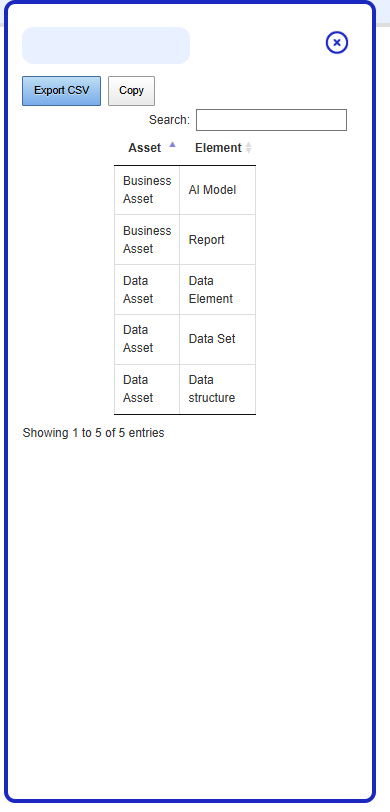 Export CSV Copy
Search:
Asset Element
Business
Asset
AI Model
Business
Asset
Report
Data
Asset
Data
Element
Data
Asset
Data Set
Data
Asset
Data
structure
Showing 1 to 5 of 5 entries